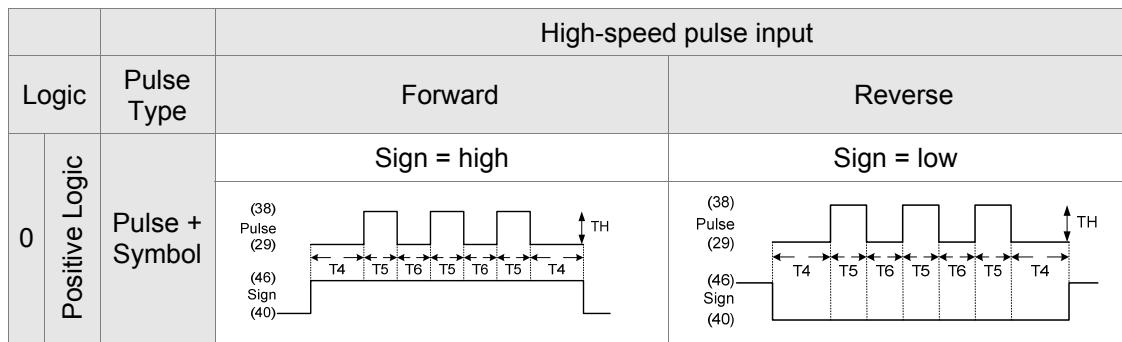 High-speed pulse input
Logic
Pulse Type
Forward
Reverse
0
Positive Logic
Pulse + Symbol
Sign = high
Sign = low
(38)
Pulse
(29)
TH
T4 T5 T6 T5 T6 T5 T4
(46)
Sign
(40)
(38)
Pulse
(29)
TH
T4 T5 T6 T5 T6 T5 T4
(46)
Sign
(40)